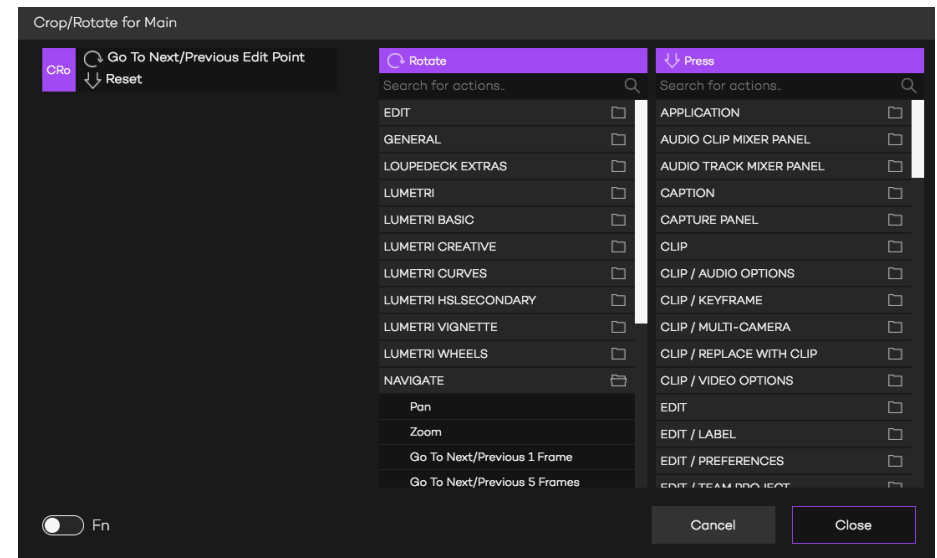 Crop/Rotate for Main
CRo
Go To Next/Previous Edit Point
Reset
Rotate
Search for actions..
EDIT
GENERAL
LOUPEDECK EXTRAS
LUMETRI
LUMETRI BASIC
LUMETRI CREATIVE
LUMETRI CURVES
LUMETRI HSLSECONDARY
LUMETRI VIGNETTE
LUMETRI WHEELS
NAVIGATE
Pan
Zoom
Go To Next/Previous 1 Frame
Go To Next/Previous 5 Frames
Press
Search for actions..
APPLICATION
AUDIO CLIP MIXER PANEL
AUDIO TRACK MIXER PANEL
CAPTION
CAPTURE PANEL
CLIP
CLIP / AUDIO OPTIONS
CLIP / KEYFRAME
CLIP / MULTI-CAMERA
CLIP / REPLACE WITH CLIP
CLIP / VIDEO OPTIONS
EDIT
EDIT / LABEL
EDIT / PREFERENCES
EDIT / TEAM PROJECT
Fn
Cancel
Close